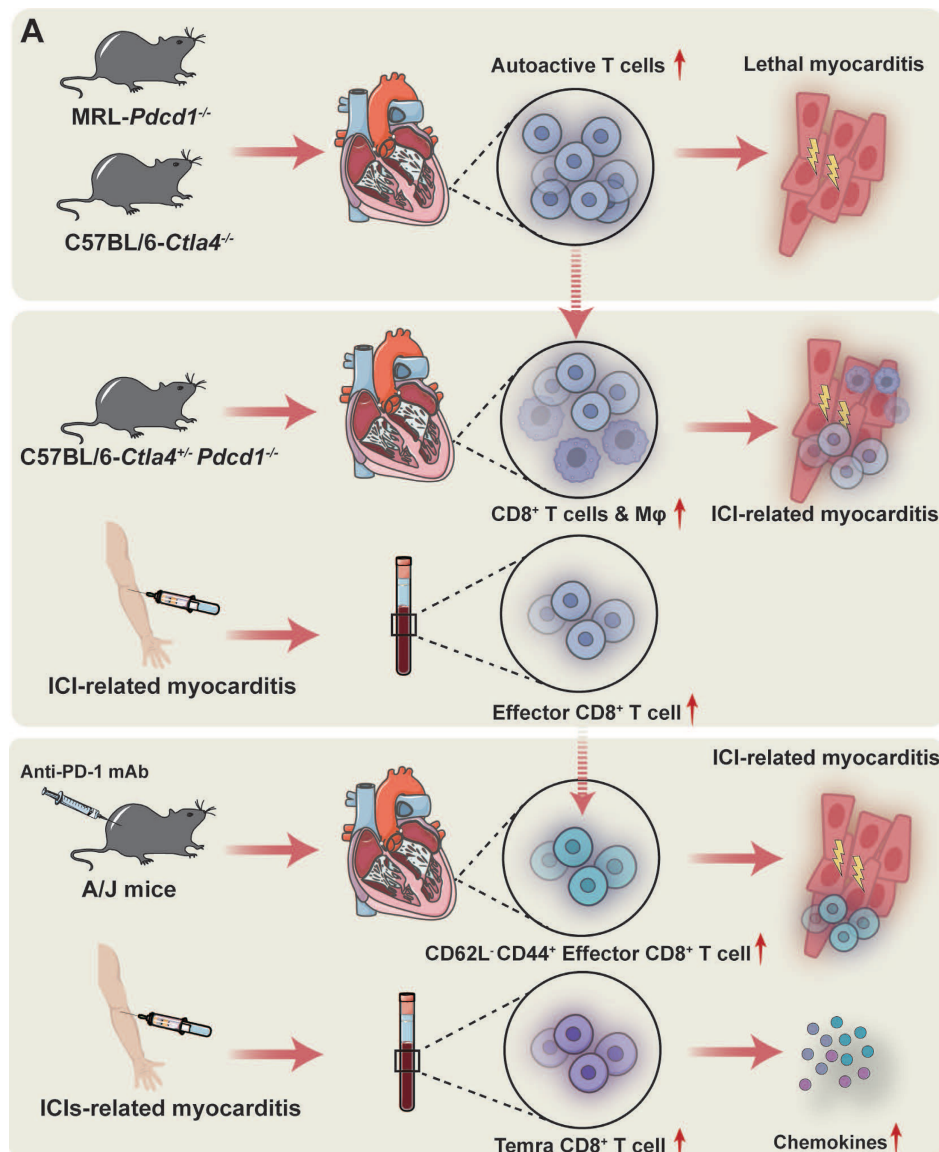 A
MRL-Pdcd1-/-
C57BL/6-Ctla4-/-
Autoactive T cells
Lethal myocarditis
C57BL/6-Ctla4+/- Pdcd1-/-
CD8+ T cells & Mφ
ICI-related myocarditis
ICI-related myocarditis
Effector CD8+ T cell
Anti-PD-1 mAb
A/J mice
CD62L-CD44+ Effector CD8+ T cell
ICI-related myocarditis
ICIs-related myocarditis
Temra CD8+ T cell
Chemokines